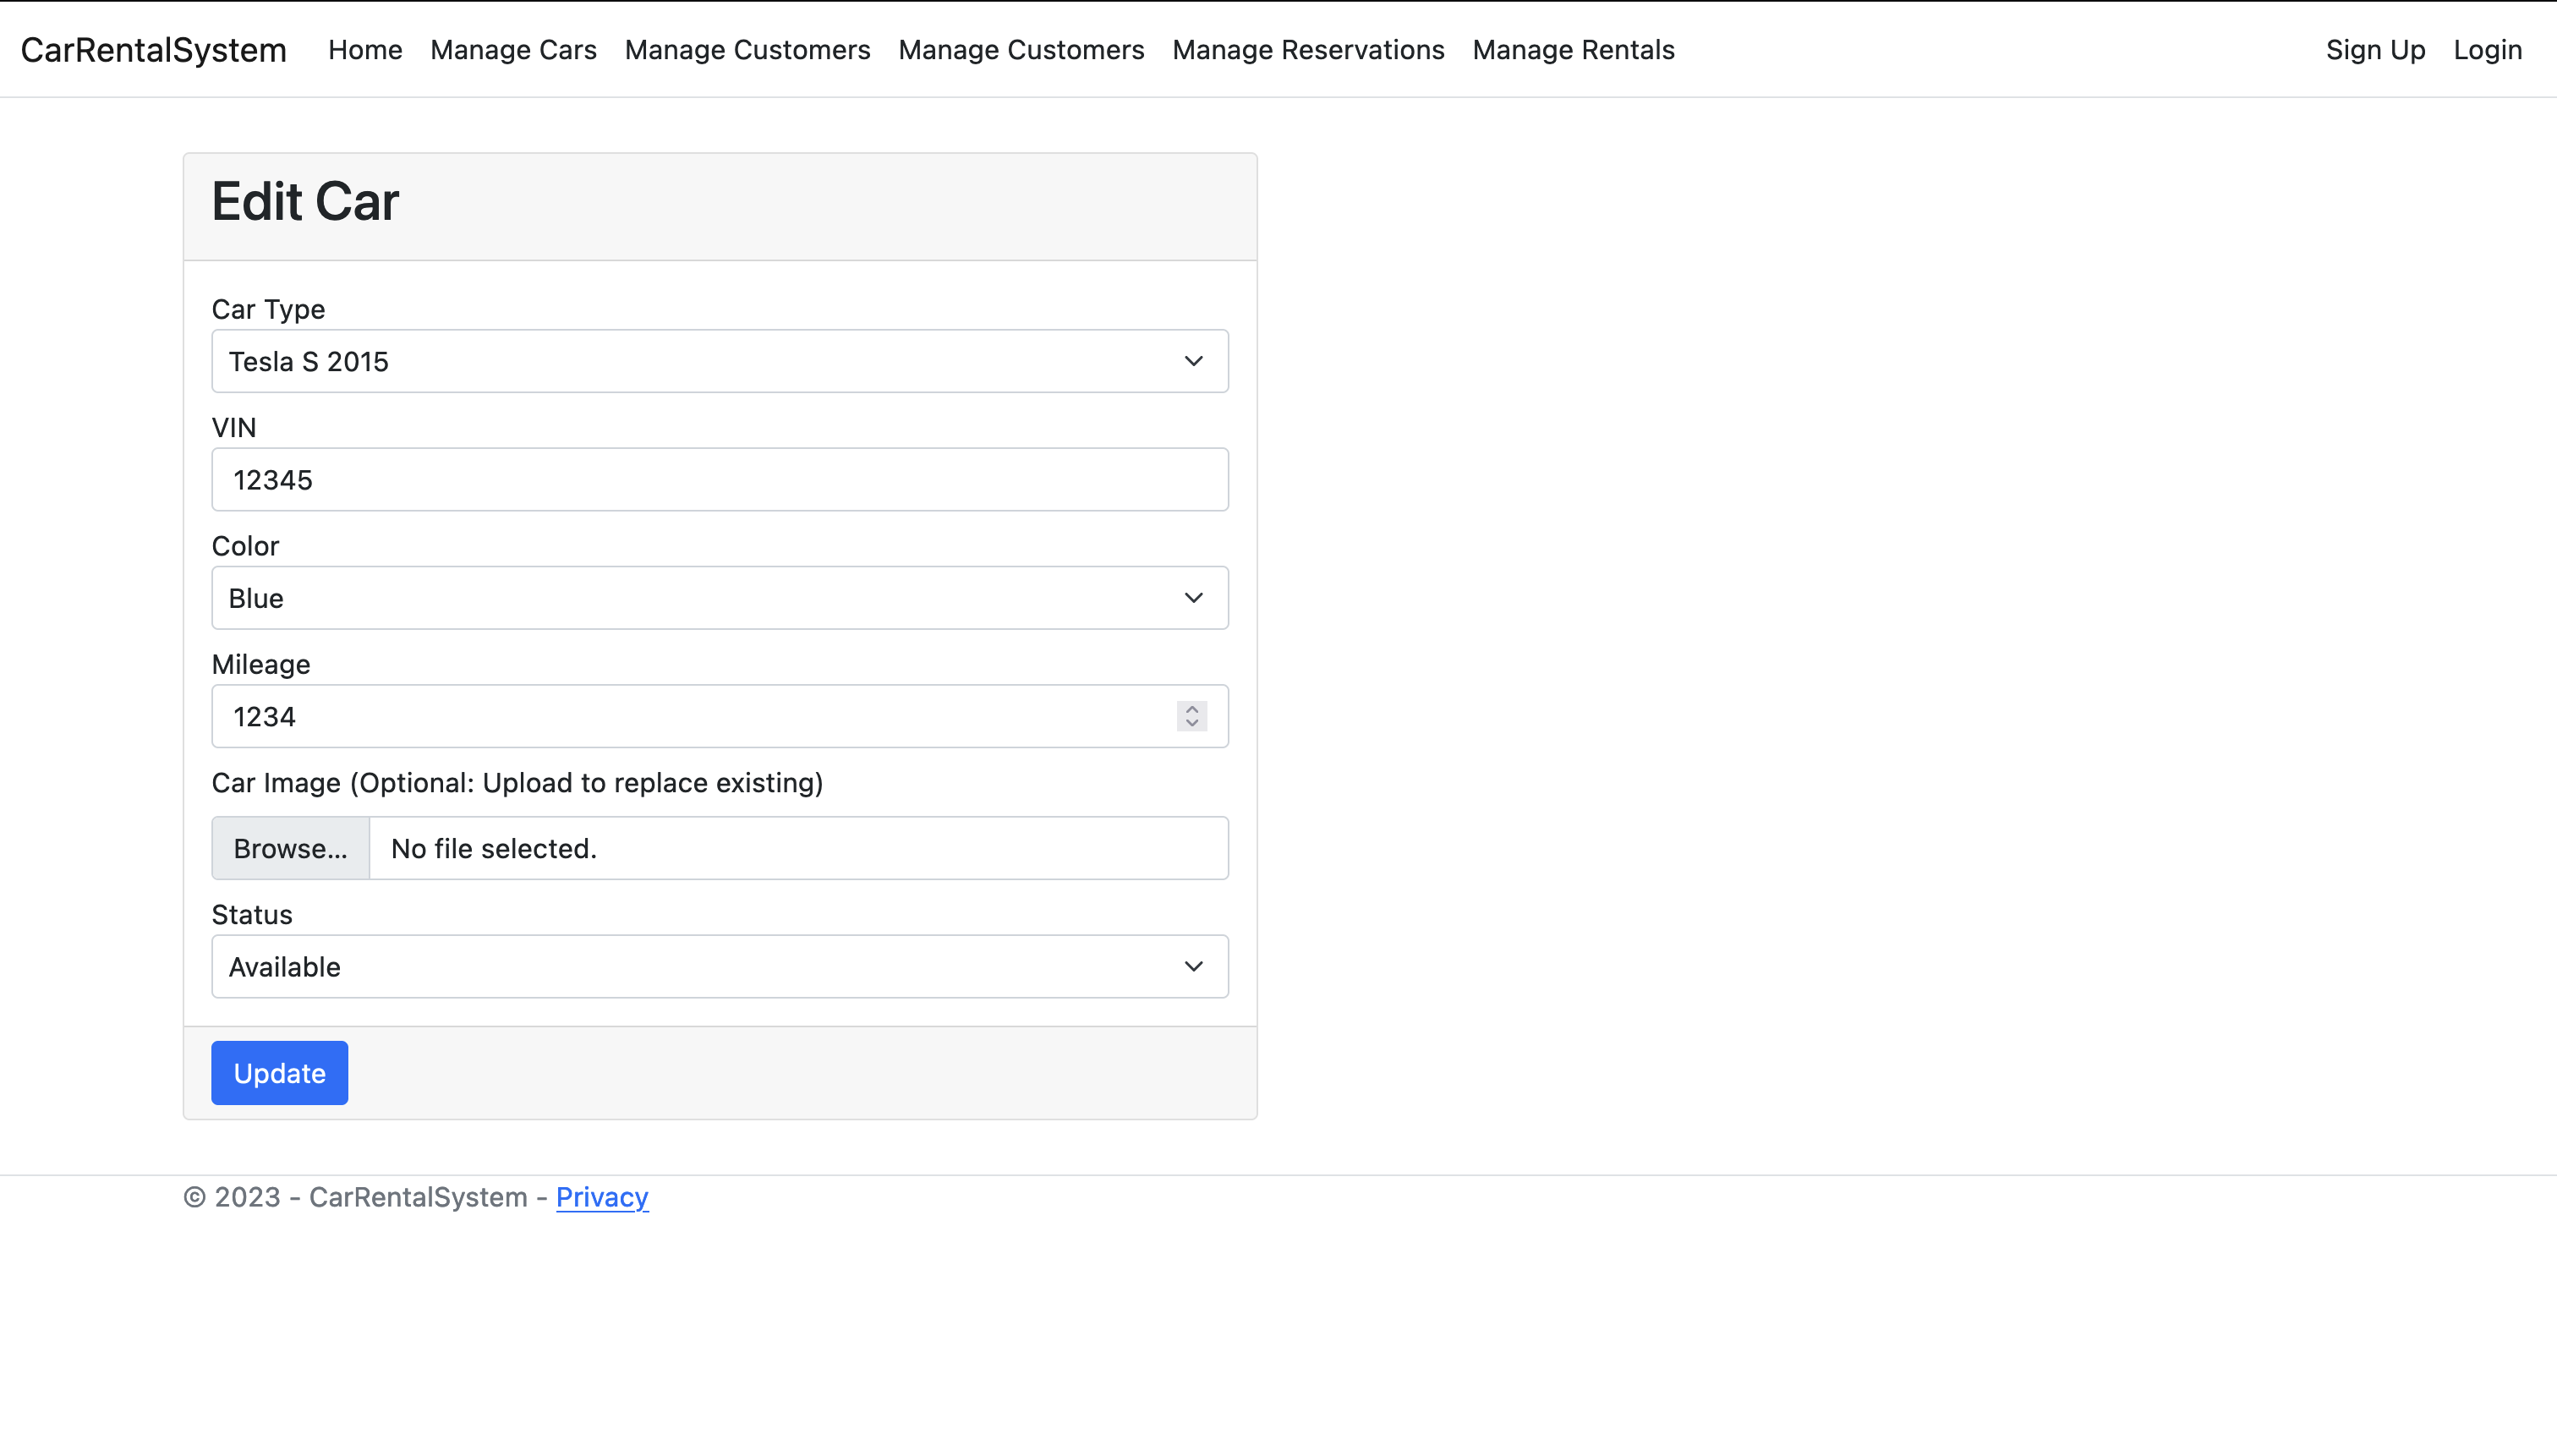 CarRentalSystem Home Manage Cars Manage Customers Manage Customers Manage Reservations Manage Rentals Sign Up Login
Edit Car
Car Type
Tesla S 2015
VIN
12345
Color
Blue
Mileage
1234
Car Image (Optional: Upload to replace existing)
Browse... No file selected.
Status
Available
Update
© 2023 - CarRentalSystem - Privacy